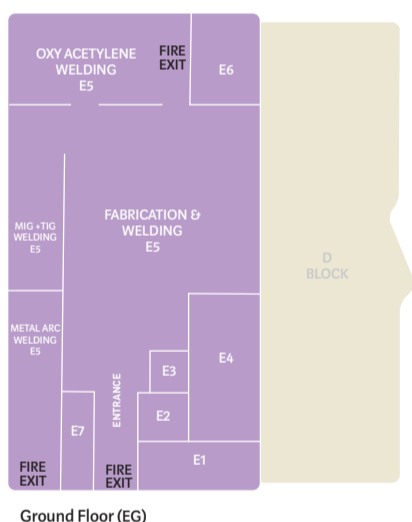 OXY ACETYLENE
WELDING
E5
FIRE
EXIT
E6
FABRICATION &
WELDING
E5
MIG +TIG
WELDING
E5
D
BLOCK
METAL ARC
WELDING
E5
E4
E3
ENTRANCE
E2
E7
E1
FIRE
EXIT
FIRE
EXIT
Ground Floor (EG)